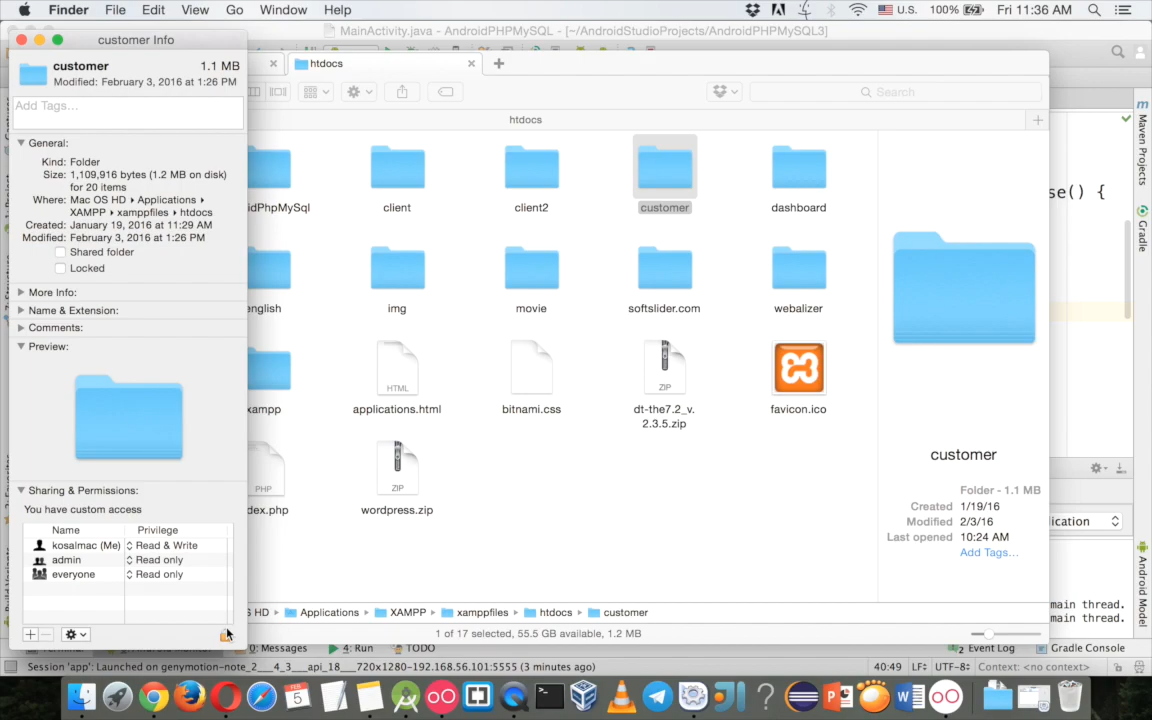 Finder File Edit View Go Window Help U.S. 100% Fri 11:36 AM
MainActivity.java - AndroidPHPMySQL - [~/AndroidStudioProjects/AndroidPHPMySQL3]
customer Info
customer 1.1 MB
Modified: February 3, 2016 at 1:26 PM
Add Tags…
General:
Kind: Folder
Size: 1,109,916 bytes (1.2 MB on disk)
for 20 items
Where: Mac OS HD ▸ Applications ▸
XAMPP ▸ xamppfiles ▸ htdocs
Created: January 19, 2016 at 11:29 AM
Modified: February 3, 2016 at 1:26 PM
Shared folder
Locked
More Info:
Name & Extension:
Comments:
Preview:
Sharing & Permissions:
You have custom access
Name Privilege
kosalmac (Me) Read & Write
admin Read only
everyone Read only
htdocs
Search
htdocs
idPhpMySql client client2 customer dashboard
english img movie softslider.com webalizer
HTML ZIP
xampp applications.html bitnami.css dt-the7.2_v. favicon.ico
2.3.5.zip
PHP ZIP
dex.php wordpress.zip
customer
Folder - 1.1 MB
Created 1/19/16
Modified 2/3/16
Last opened 10:24 AM
Add Tags…
HD ▸ Applications ▸ XAMPP ▸ xamppfiles ▸ htdocs ▸ customer
1 of 17 selected, 55.5 GB available, 1.2 MB
se() {
m
Maven Projects
Gradle
Android Model
lication
main thread.
main thread.
0: Messages 4: Run TODO 2 Event Log Gradle Console
Session 'app': Launched on genymotion-note_2___4_3___api_18___720x1280-192.168.56.101:5555 (3 minutes ago) 40:49 LF÷ UTF-8÷ Context: <no context>
FEB
5